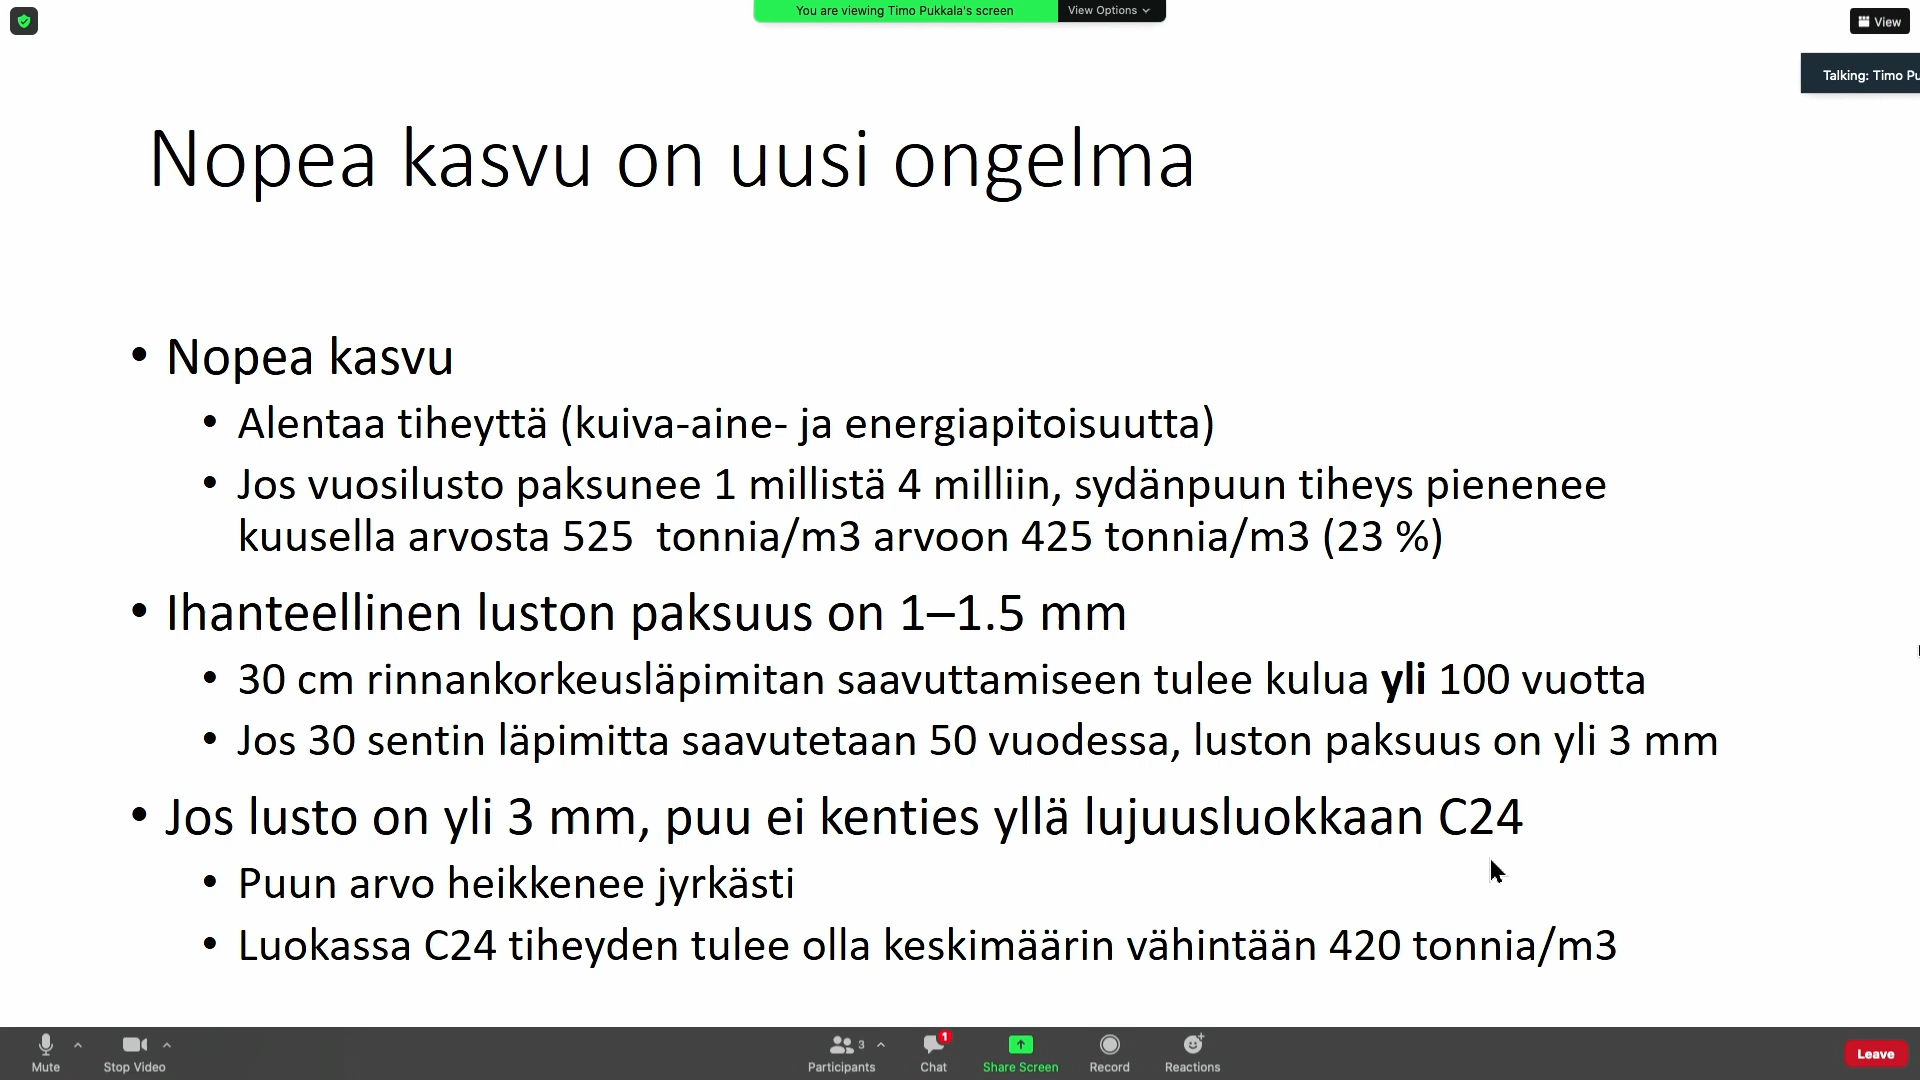 You are viewing Timo Pukkala's screen
View Options
View
Talking: Timo Pu
Nopea kasvu on uusi ongelma
• Nopea kasvu
• Alentaa tiheyttä (kuiva-aine- ja energiapitoisuutta)
• Jos vuosilusto paksunee 1 millistä 4 milliin, sydänpuun tiheys pienenee
kuusella arvosta 525 tonnia/m3 arvoon 425 tonnia/m3 (23 %)
• Ihanteellinen luston paksuus on 1–1.5 mm
• 30 cm rinnankorkeusläpimitan saavuttamiseen tulee kulua yli 100 vuotta
• Jos 30 sentin läpimitta saavutetaan 50 vuodessa, luston paksuus on yli 3 mm
• Jos lusto on yli 3 mm, puu ei kenties yllä lujuusluokkaan C24
• Puun arvo heikkenee jyrkästi
• Luokassa C24 tiheyden tulee olla keskimäärin vähintään 420 tonnia/m3
Mute
Stop Video
3
Participants
1
Chat
Share Screen
Record
Reactions
Leave